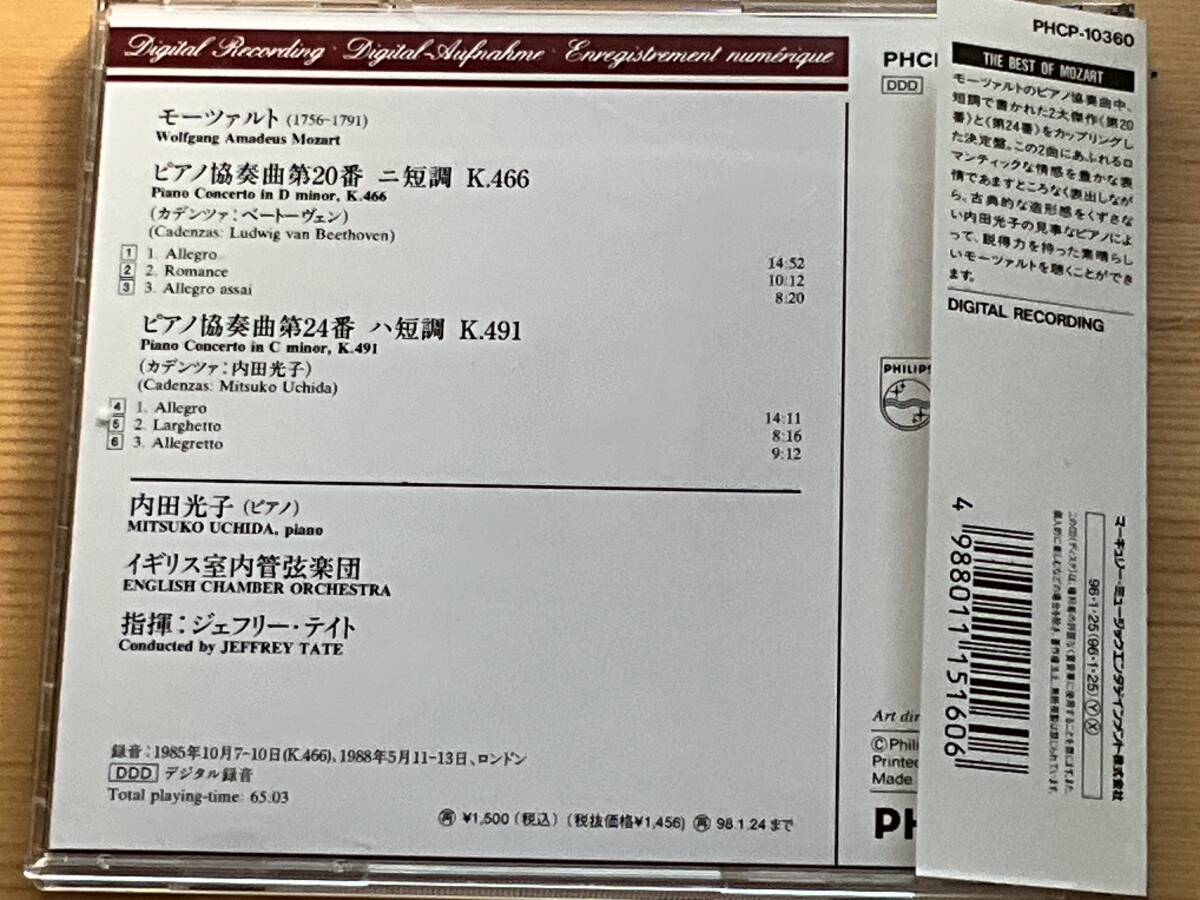 Digital Recording · Digital-Aufnahme · Enregistrement numérique
モーツァルト (1756-1791)
Wolfgang Amadeus Mozart
ピアノ協奏曲第20番 ニ短調 K.466
Piano Concerto in D minor, K.466
(カデンツァ:ベートーヴェン)
(Cadenzas: Ludwig van Beethoven)
1 1. Allegro 14:52
2 2. Romance 10:12
3 3. Allegro assai 8:20
ピアノ協奏曲第24番 ハ短調 K.491
Piano Concerto in C minor, K.491
(カデンツァ:内田光子)
(Cadenzas: Mitsuko Uchida)
4 1. Allegro 14:11
5 2. Larghetto 8:16
6 3. Allegretto 9:12
内田光子 (ピアノ)
MITSUKO UCHIDA, piano
イギリス室内管弦楽団
ENGLISH CHAMBER ORCHESTRA
指揮:ジェフリー・テイト
Conducted by JEFFREY TATE
録音:1985年10月7-10日(K.466)、1988年5月11-13日、ロンドン
DDD デジタル録音
Total playing-time: 65.03
再 ¥1,500 (税込) (税抜価格¥1,456) 再 98.1.24まで
DDD
PHILIPS
Art
Made
PHCP-10360
THE BEST OF MOZART
モーツァルトのピアノ協奏曲中、
短調で書かれた2大傑作《第20
番》と《第24番》をカップリングし
た決定盤。この2曲にあふれるロ
マンティックな情感を豊かな表
情であますところなく表出しなが
ら、古典的な造形感をくずさな
い内田光子の見事なピアノによ
って、説得力を持った素晴らし
いモーツァルトを聴くことができ
ます。
DIGITAL RECORDING
4 988011 151606
マーキュリー・ミュージックエンタテインメント株式会社
96・1・25(96・1・25)YX